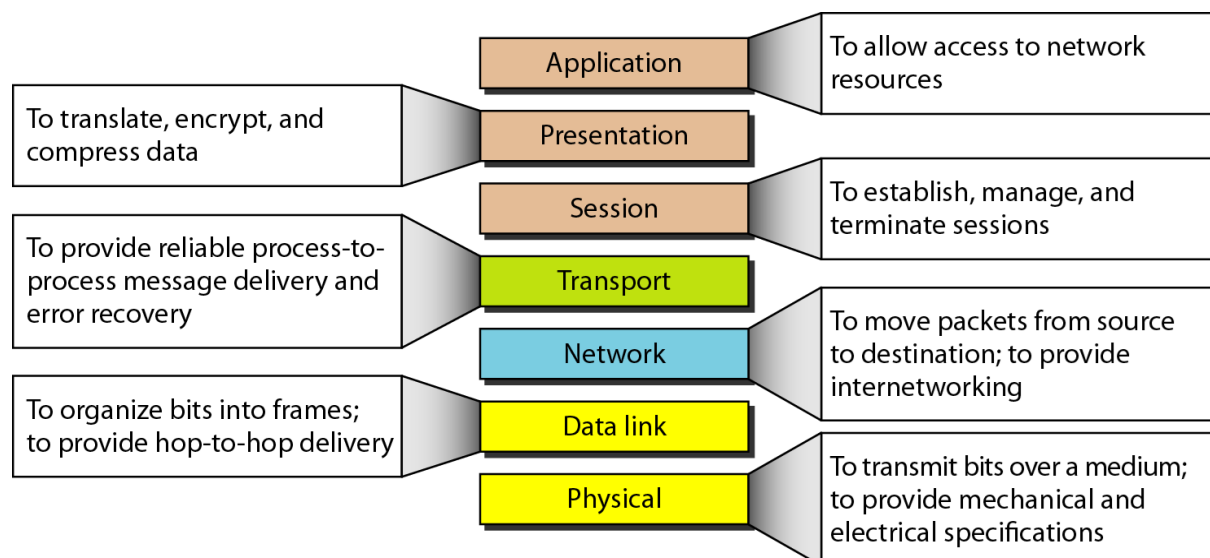 Application
To allow access to network
resources
To translate, encrypt, and
compress data
Presentation
Session
To establish, manage, and
terminate sessions
To provide reliable process-to-
process message delivery and
error recovery
Transport
Network
To move packets from source
to destination; to provide
internetworking
To organize bits into frames;
to provide hop-to-hop delivery
Data link
Physical
To transmit bits over a medium;
to provide mechanical and
electrical specifications